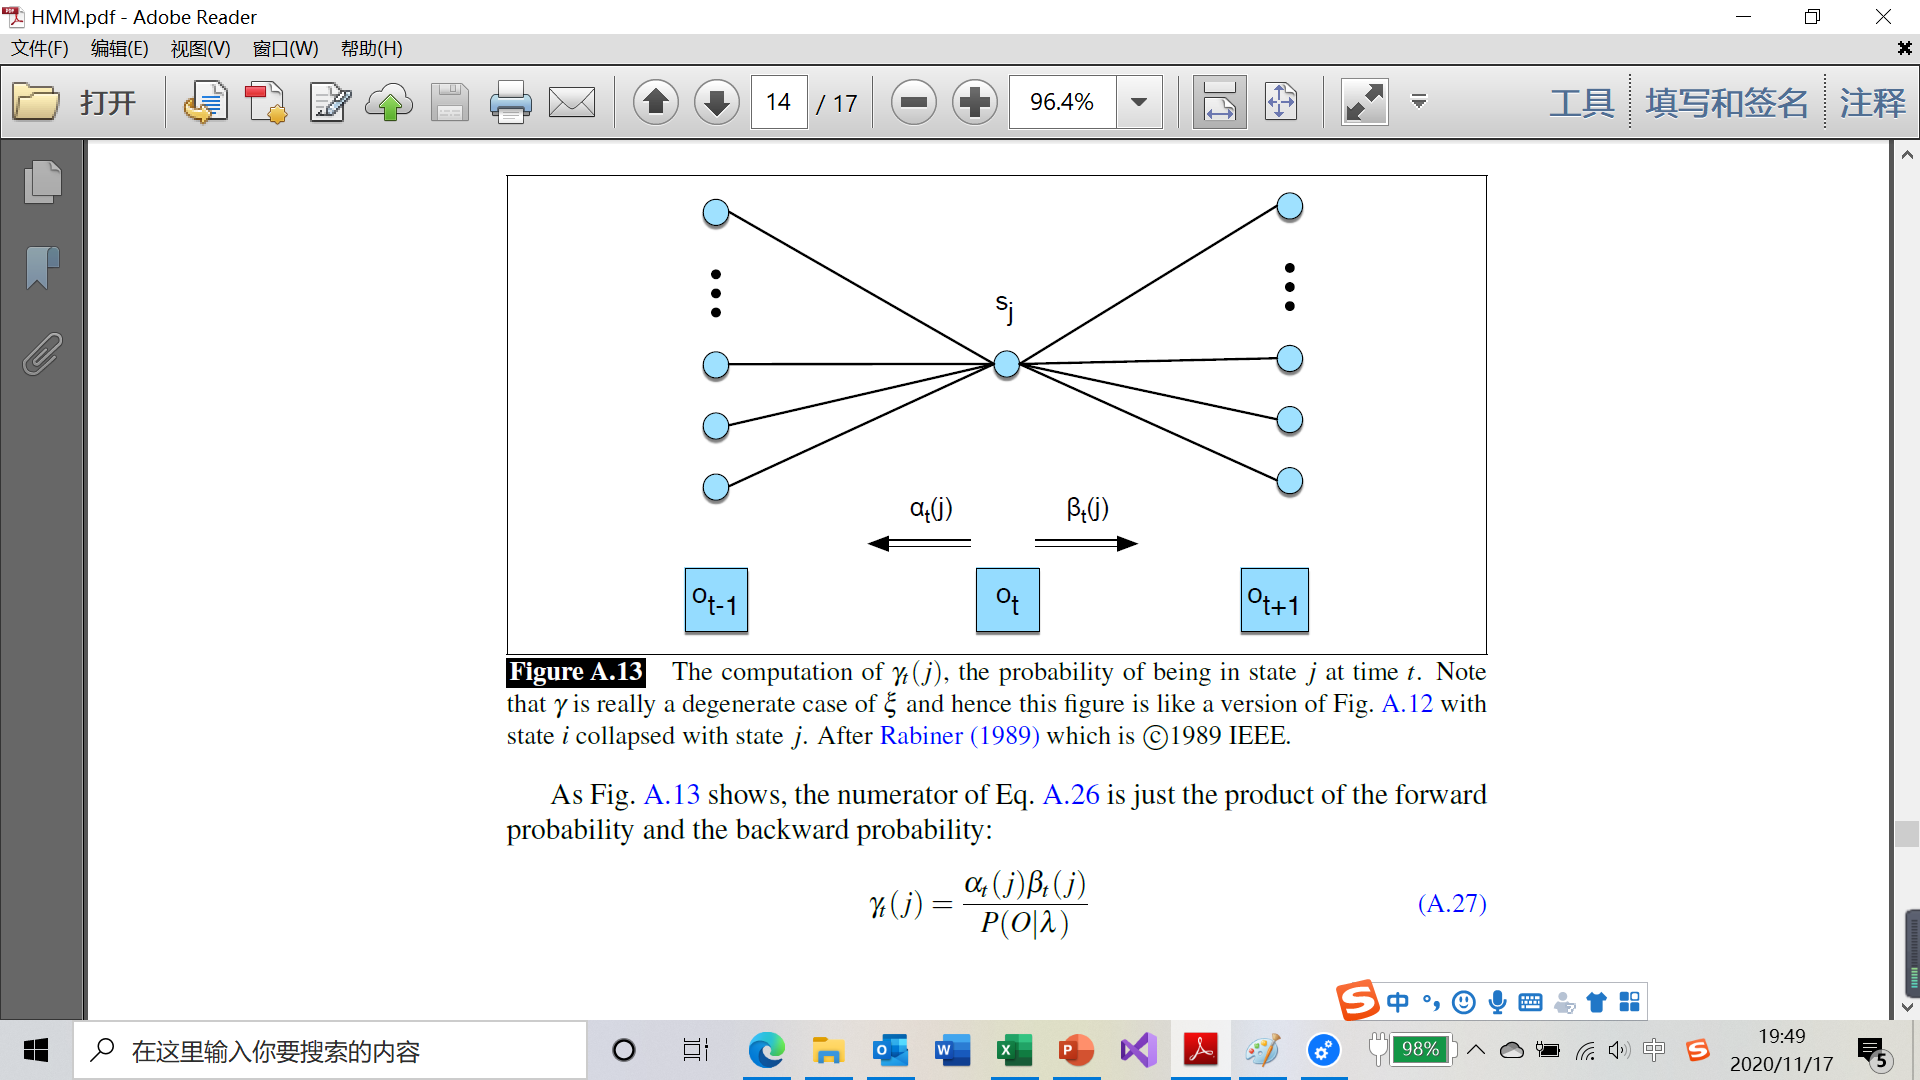 HMM.pdf - Adobe Reader
文件(F) 编辑(E) 视图(V) 窗口(W) 帮助(H)
打开 14 / 17 96.4% 工具 填写和签名 注释
sj
αt(j) βt(j)
ot-1 ot ot+1
Figure A.13 The computation of γt(j), the probability of being in state j at time t. Note
that γ is really a degenerate case of ξ and hence this figure is like a version of Fig. A.12 with
state i collapsed with state j. After Rabiner (1989) which is ©1989 IEEE.
As Fig. A.13 shows, the numerator of Eq. A.26 is just the product of the forward
probability and the backward probability:
γt(j) = αt(j)βt(j) / P(O|λ) (A.27)
中
在这里输入你要搜索的内容
98%
中
19:49
2020/11/17
5